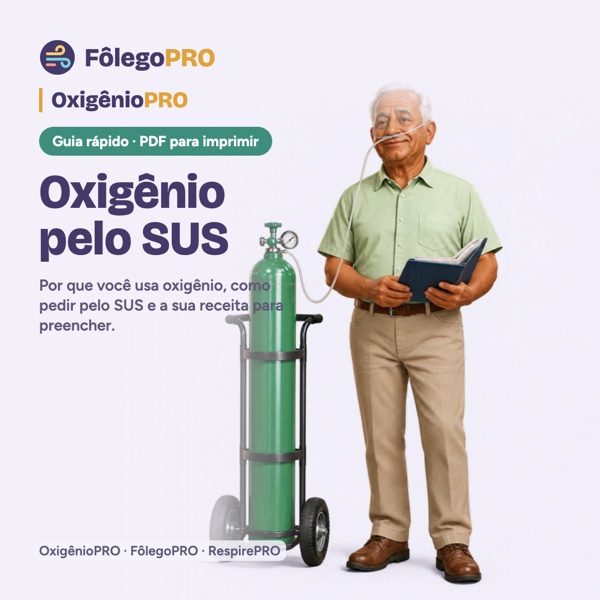 FôlegoPRO
OxigênioPRO
Guia rápido · PDF para imprimir
Oxigênio
pelo SUS
Por que você usa oxigênio, como
pedir pelo SUS e a sua receita para
preencher.
OxigênioPRO · FôlegoPRO · RespirePRO